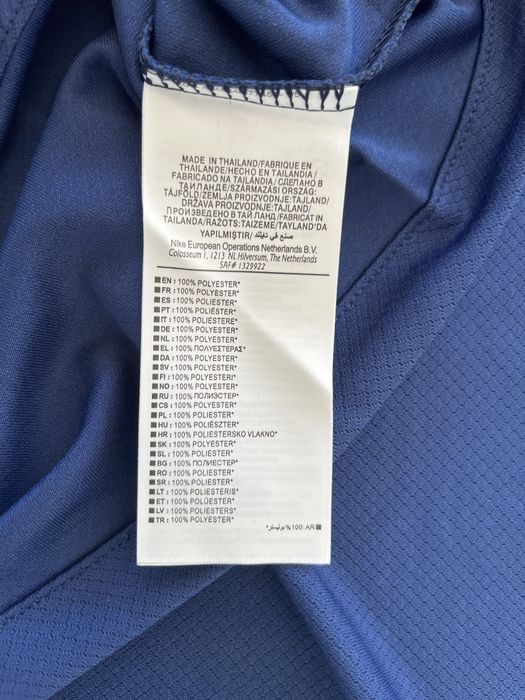 MADE IN THAILAND/FABRIQUE EN
THAILANDE/HECHO EN TAILANDIA/
FABRICADO NA TAILÂNDIA/СДЕЛАНО В
ТАИЛАНДЕ/SZÁRMAZÁSI ORSZÁG:
TÁJFÖLD/ZEMLJA PROIZVODNJE:TAJLAND/
DRŽAVA PROIZVODNJE:TAJLAND/
ПРОИЗВЕДЕНО В ТАЙ ЛАНД/FABRICAT IN
THAILANDA/RAŽOTS: TAIZEME/TAYLAND'DA
YAPILMIŞTIR/ صنع في تايلند
Nike European Operations Netherlands B.V.
Colosseum 1, 1213 NL Hilversum, The Netherlands
SAF# 1329922
EN : 100% POLYESTER*
FR : 100% POLYESTER*
ES : 100% POLIÉSTER*
PT : 100% POLIÉSTER*
IT : 100% POLIESTERE*
DE : 100% POLYESTER*
NL : 100% POLYESTER*
EL : 100% ΠΟΛΥΕΣΤΕΡΑΣ*
DA : 100% POLYESTER*
SV : 100% POLYESTER*
FI : 100% POLYESTERI*
NO : 100% POLYESTER*
RU : 100% ПОЛИЭСТЕР*
CS : 100% POLYESTER*
PL : 100% POLIESTER*
HU : 100% POLIÉSZTER*
HR : 100% POLIESTERSKO VLAKNO*
SK : 100% POLYESTER*
SL : 100% POLIESTER*
BG : 100% ПОЛИЕСТЕР*
RO : 100% POLIESTER*
SR : 100% POLIESTER*
LT : 100% POLIESTERIS*
ET : 100% POLÜESTER*
LV : 100% POLIESTERS*
TR : 100% POLYESTER*
AR: 100% بوليستر*